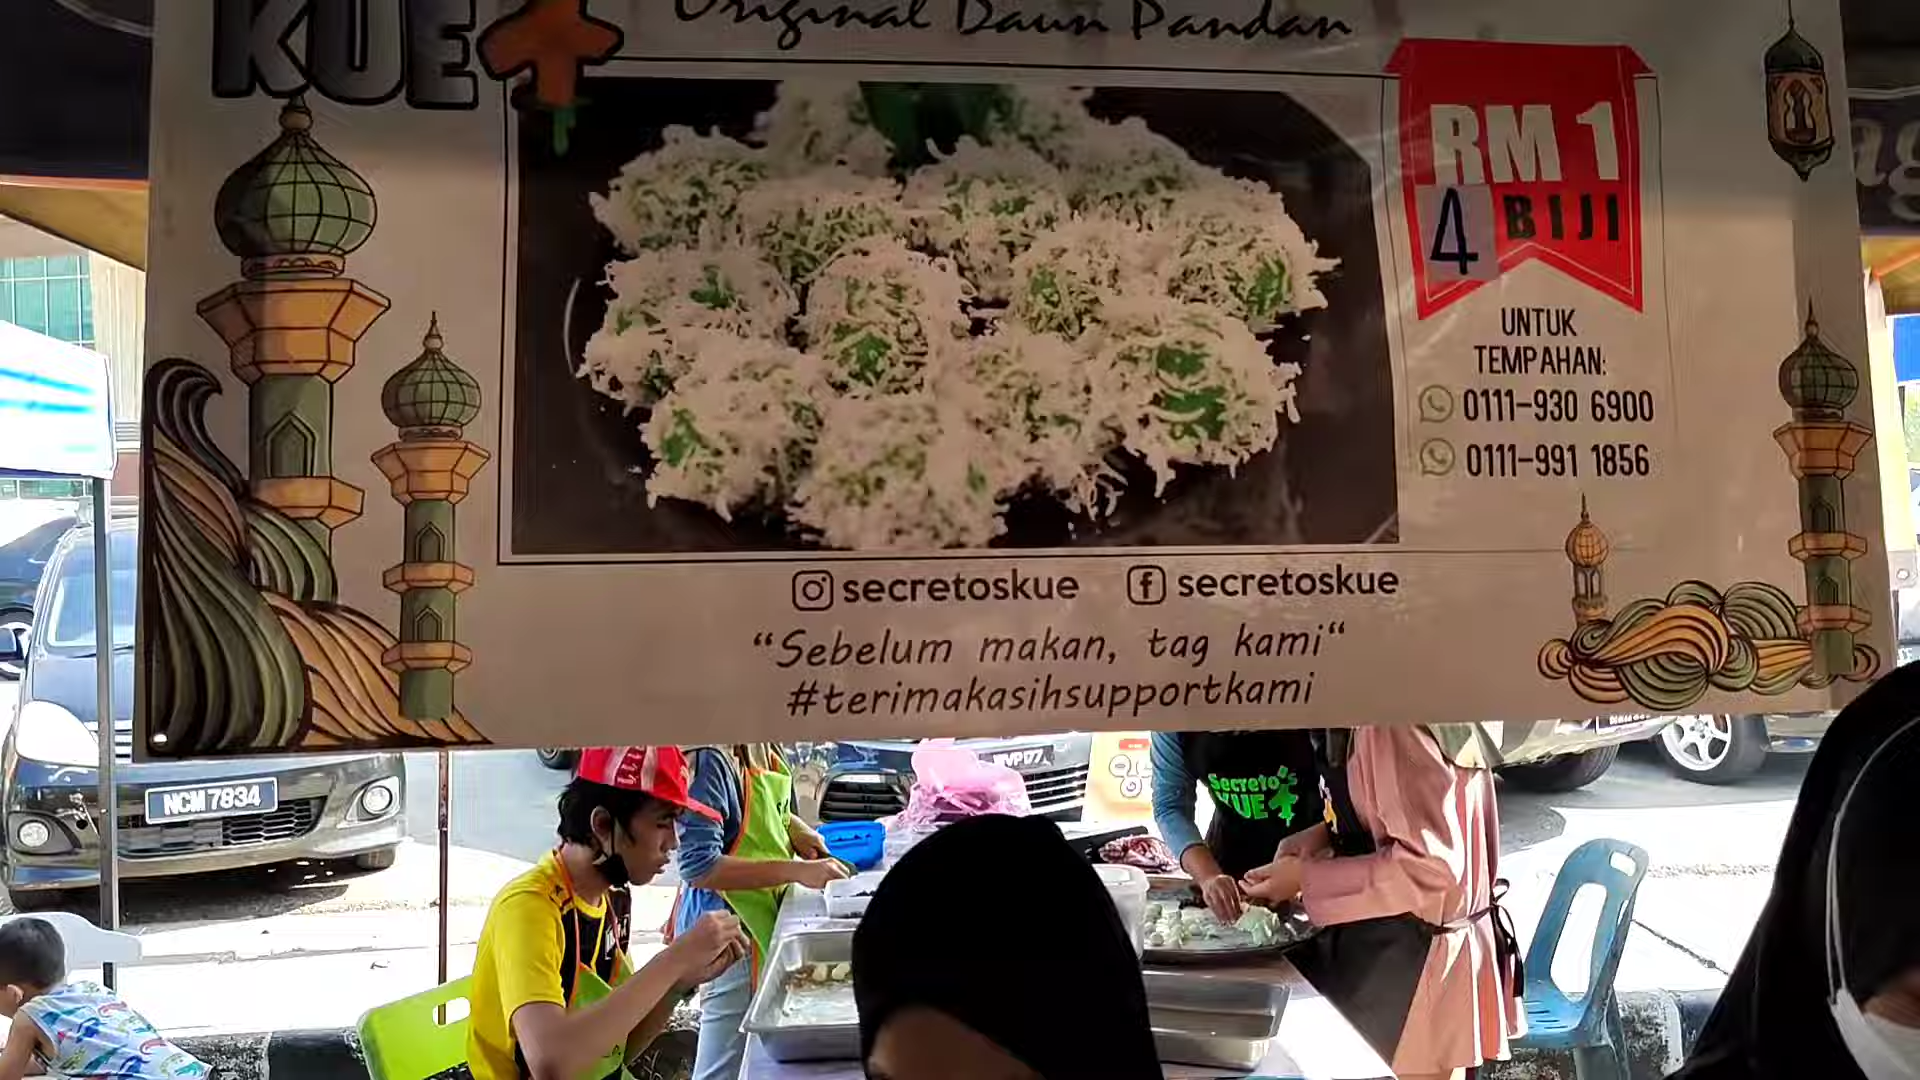 KUE
Original Daun Pandan
RM 1
4 BIJI
UNTUK
TEMPAHAN:
0111-930 6900
0111-991 1856
secretoskue
secretoskue
"Sebelum makan, tag kami"
#terimakasihsupportkami
NCM 7834
Secreto's
KUE